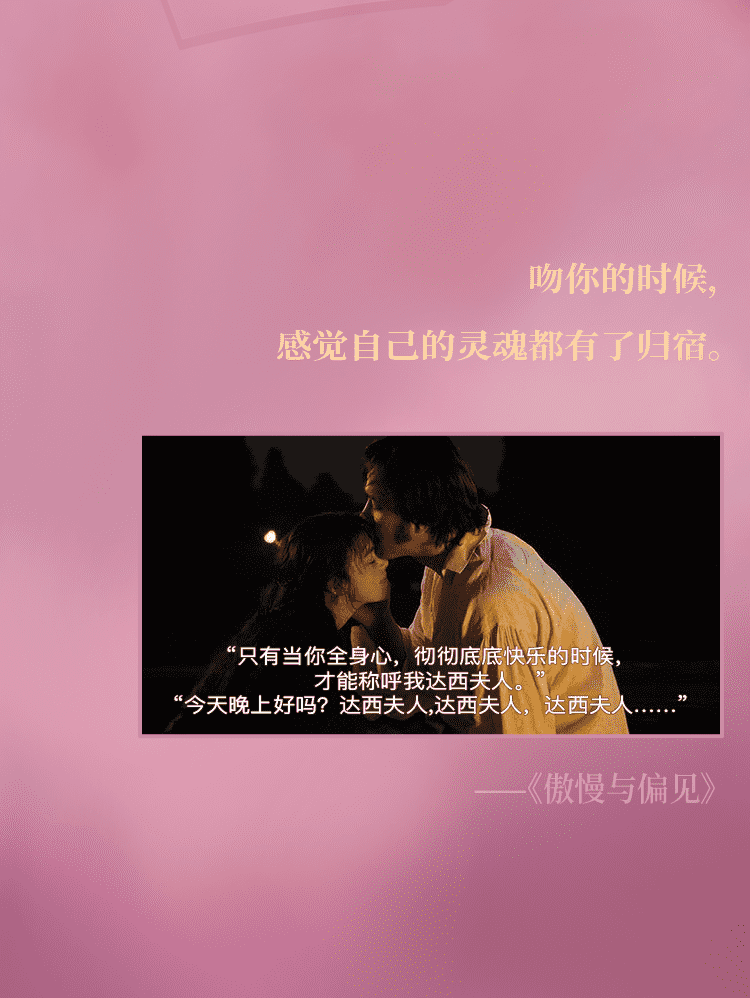 吻你的时候,
感觉自己的灵魂都有了归宿。
“只有当你全身心，彻彻底底快乐的时候，
才能称呼我达西夫人。”
“今天晚上好吗？达西夫人,达西夫人，达西夫人……”
——《傲慢与偏见》